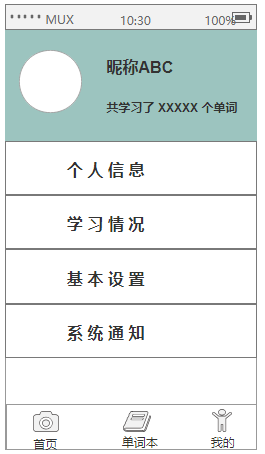 MUX 10:30 100%
昵称ABC
共学习了 XXXXX 个单词
个人信息
学习情况
基本设置
系统通知
首页 单词本 我的